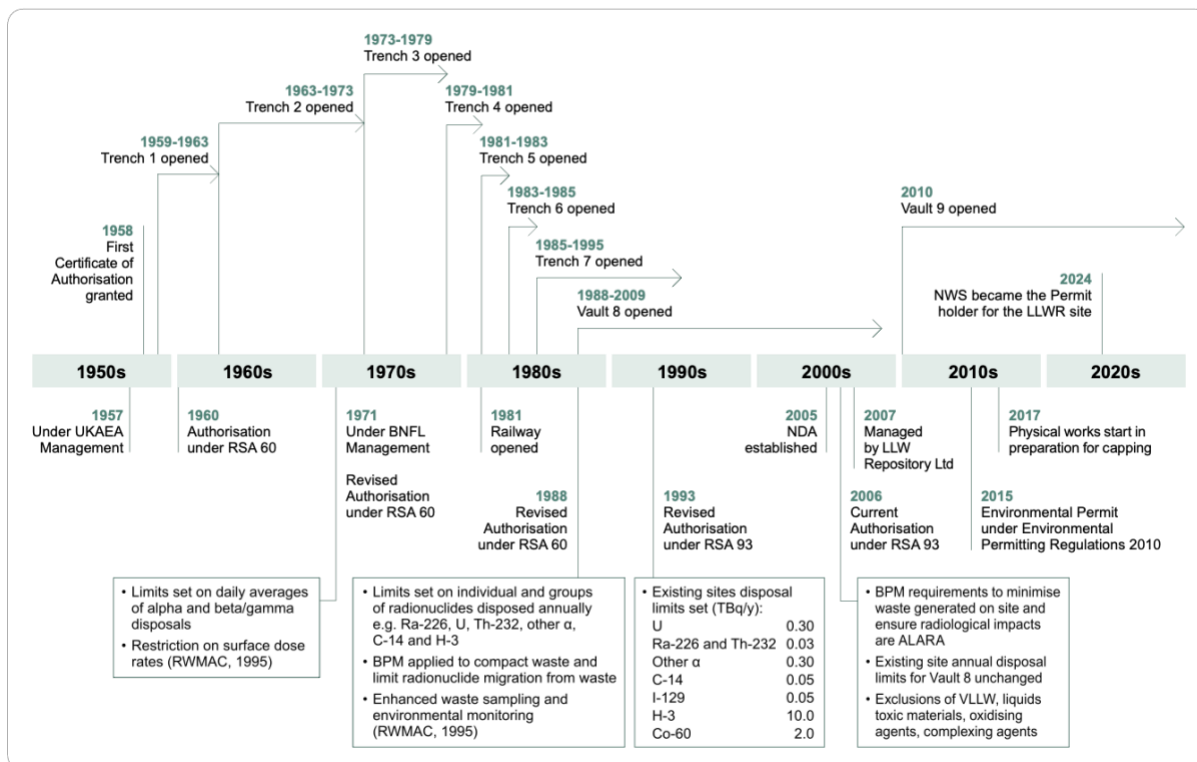 1973-1979
Trench 3 opened
1963-1973
Trench 2 opened
1979-1981
Trench 4 opened
1959-1963
Trench 1 opened
1981-1983
Trench 5 opened
1983-1985
Trench 6 opened
2010
Vault 9 opened
1958
First
Certificate of
Authorisation
granted
1985-1995
Trench 7 opened
1988-2009
Vault 8 opened
2024
NWS became the Permit
holder for the LLWR site
1950s
1960s
1970s
1980s
1990s
2000s
2010s
2020s
1957
Under UKAEA
Management
1960
Authorisation
under RSA 60
1971
Under BNFL
Management
Revised
Authorisation
under RSA 60
1981
Railway
opened
1988
Revised
Authorisation
under RSA 60
1993
Revised
Authorisation
under RSA 93
2005
NDA
established
2007
Managed
by LLW
Repository Ltd
2006
Current
Authorisation
under RSA 93
2017
Physical works start in
preparation for capping
2015
Environmental Permit
under Environmental
Permitting Regulations 2010
• Limits set on daily averages
of alpha and beta/gamma
disposals
• Restriction on surface dose
rates (RWMAC, 1995)
• Limits set on individual and groups
of radionuclides disposed annually
e.g. Ra-226, U, Th-232, other α,
C-14 and H-3
• BPM applied to compact waste and
limit radionuclide migration from waste
• Enhanced waste sampling and
environmental monitoring
(RWMAC, 1995)
• Existing sites disposal
limits set (TBq/y):
U 0.30
Ra-226 and Th-232 0.03
Other α 0.30
C-14 0.05
I-129 0.05
H-3 10.0
Co-60 2.0
• BPM requirements to minimise
waste generated on site and
ensure radiological impacts
are ALARA
• Existing site annual disposal
limits for Vault 8 unchanged
• Exclusions of VLLW, liquids
toxic materials, oxidising
agents, complexing agents